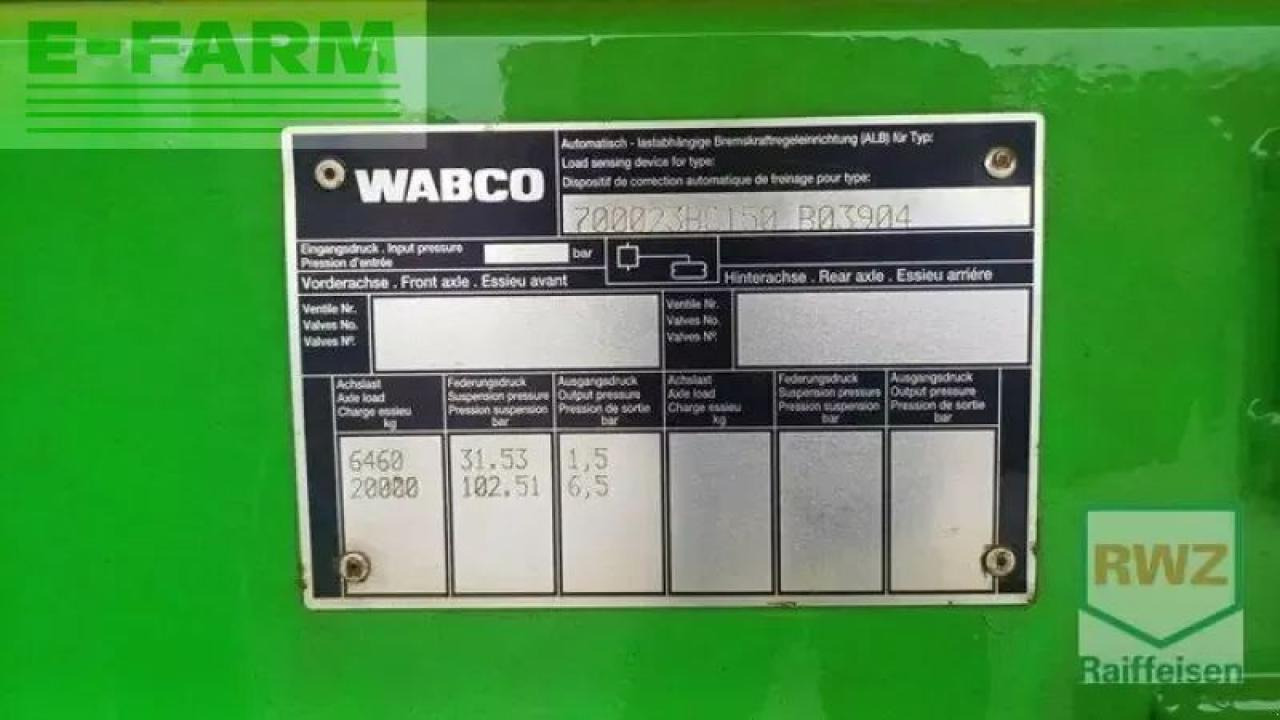 E-FARM
WABCO
Automatisch - lastabhängige Bremskraftregeleinrichtung (ALB) für Typ:
Load sensing device for type:
Dispositif de correction automatique de freinage pour type:
700023BC150 B03904
Eingangsdruck . Input pressure
Pression d'entrée
bar
Vorderachse . Front axle . Essieu avant
Hinterachse . Rear axle . Essieu arriére
Ventile Nr.
Valves No.
Valves Nº.
Ventile Nr.
Valves No.
Valves Nº.
Achslast
Axle load
Charge essieu
kg
Federungsdruck
Suspension pressure
Pression suspension
bar
Ausgangsdruck
Output pressure
Pression de sortie
bar
Achslast
Axle load
Charge essieu
kg
Federungsdruck
Suspension pressure
Pression suspension
bar
Ausgangsdruck
Output pressure
Pression de sortie
bar
6460 31.53 1,5
20000 102.51 6,5
RWZ
Raiffeisen